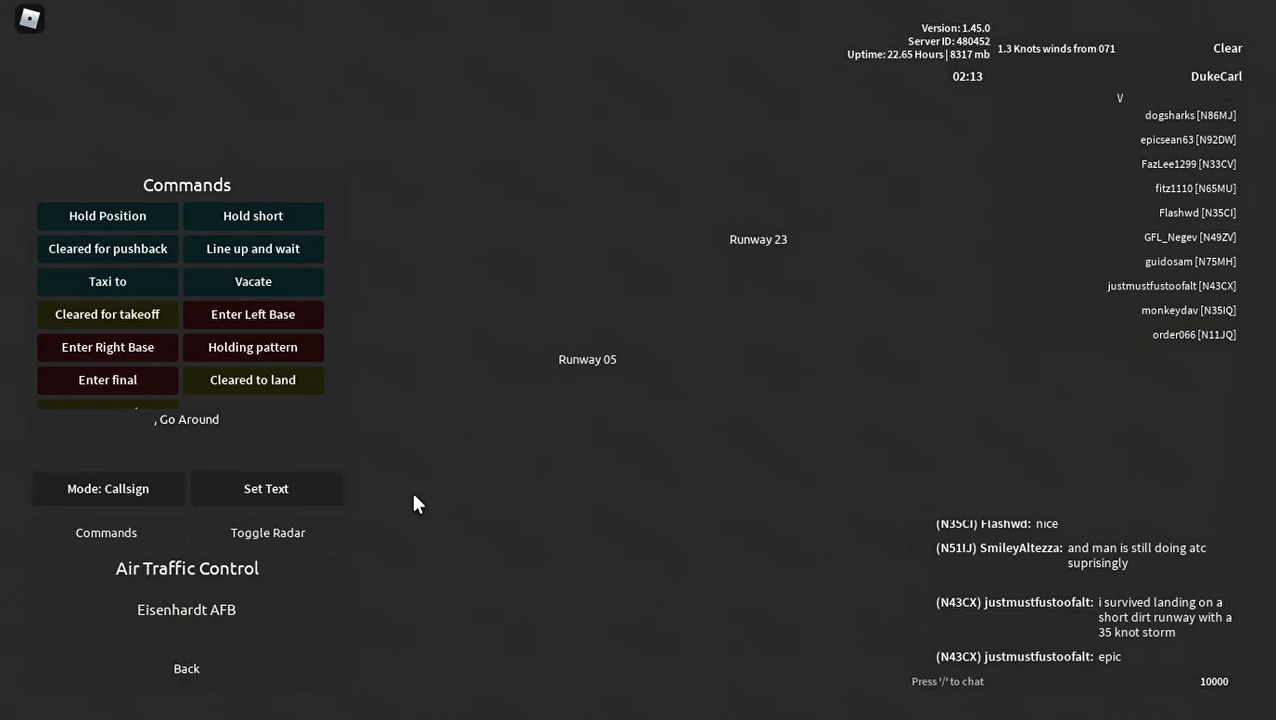 Version: 1.45.0
Server ID: 480452
Uptime: 22.65 Hours | 8317 mb
1.3 Knots winds from 071
Clear
02:13
DukeCarl
\/
dogsharks [N86MJ]
epicsean63 [N92DW]
FazLee1299 [N33CV]
fitz1110 [N65MU]
Flashwd [N35CI]
GFL_Negev [N49ZV]
guidosam [N75MH]
justmustfustoofalt [N43CX]
monkeydav [N35IQ]
order066 [N11JQ]
Commands
Hold Position
Hold short
Cleared for pushback
Line up and wait
Taxi to
Vacate
Cleared for takeoff
Enter Left Base
Enter Right Base
Holding pattern
Enter final
Cleared to land
, Go Around
Mode: Callsign
Set Text
Commands
Toggle Radar
Air Traffic Control
Eisenhardt AFB
Back
Runway 23
Runway 05
(N35CI) Flashwd: nice
(N51IJ) SmileyAltezza: and man is still doing atc
suprisingly
(N43CX) justmustfustoofalt: i survived landing on a
short dirt runway with a
35 knot storm
(N43CX) justmustfustoofalt: epic
Press '/' to chat
10000